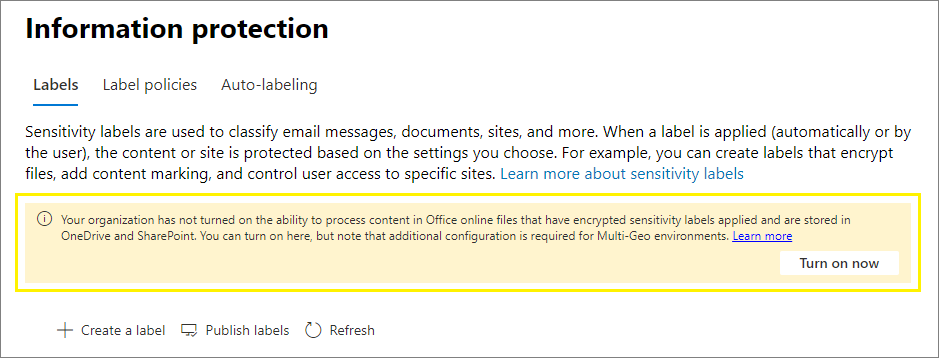 Information protection
Labels Label policies Auto-labeling
Sensitivity labels are used to classify email messages, documents, sites, and more. When a label is applied (automatically or by
the user), the content or site is protected based on the settings you choose. For example, you can create labels that encrypt
files, add content marking, and control user access to specific sites. Learn more about sensitivity labels
Your organization has not turned on the ability to process content in Office online files that have encrypted sensitivity labels applied and are stored in
OneDrive and SharePoint. You can turn on here, but note that additional configuration is required for Multi-Geo environments. Learn more
Turn on now
Create a label Publish labels Refresh